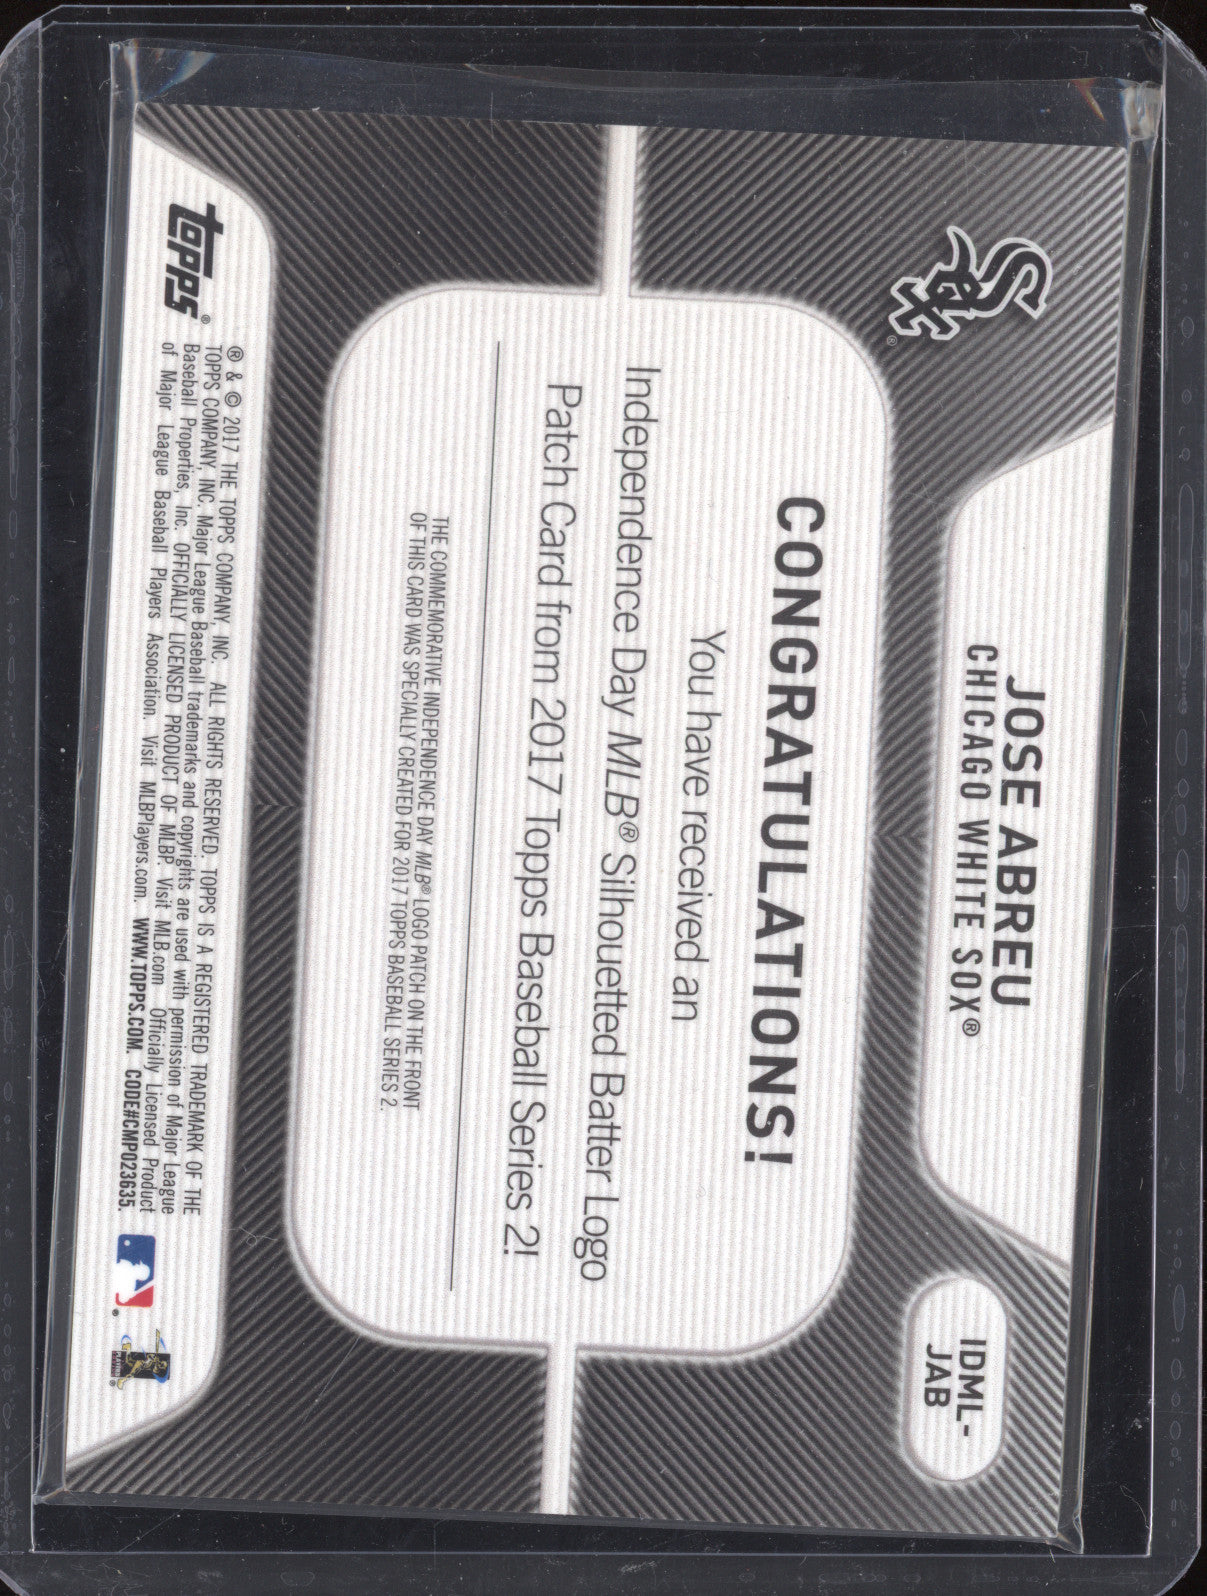 JOSE ABREU
CHICAGO WHITE SOX®
IDML-
JAB
CONGRATULATIONS!
You have received an
Independence Day MLB® Silhouetted Batter Logo
Patch Card from 2017 Topps Baseball Series 2!
THE COMMEMORATIVE INDEPENDENCE DAY MLB® LOGO PATCH ON THE FRONT
OF THIS CARD WAS SPECIALLY CREATED FOR 2017 TOPPS BASEBALL SERIES 2.
topps®
® & © 2017 THE TOPPS COMPANY, INC. ALL RIGHTS RESERVED. TOPPS IS A REGISTERED TRADEMARK OF THE
TOPPS COMPANY, INC. Major League Baseball trademarks and copyrights are used with permission of Major League
Baseball Properties, Inc. OFFICIALLY LICENSED PRODUCT OF MLBP. Visit MLB.com Officially Licensed Product
of Major League Baseball Players Association. Visit MLBPlayers.com. WWW.TOPPS.COM. CODE#CMP023635.